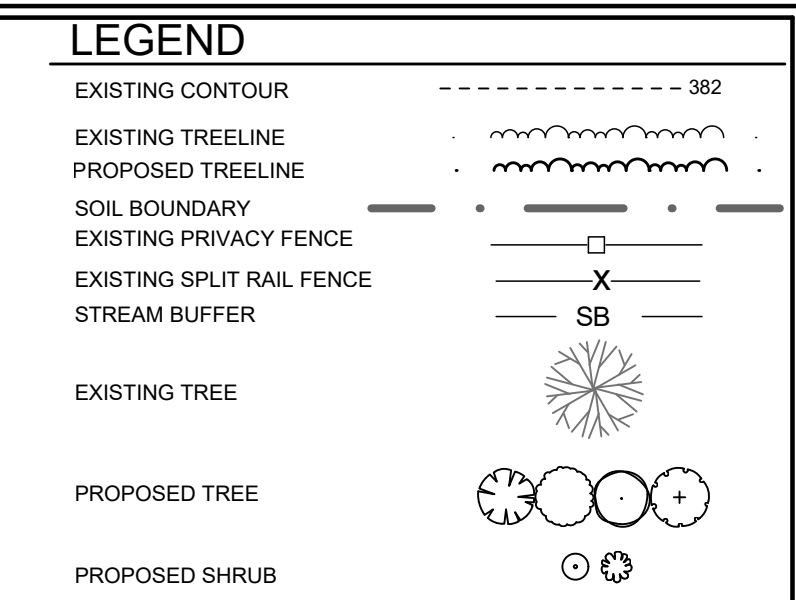 LEGEND
EXISTING CONTOUR 382
EXISTING TREELINE
PROPOSED TREELINE
SOIL BOUNDARY
EXISTING PRIVACY FENCE
EXISTING SPLIT RAIL FENCE X
STREAM BUFFER SB
EXISTING TREE
PROPOSED TREE
PROPOSED SHRUB